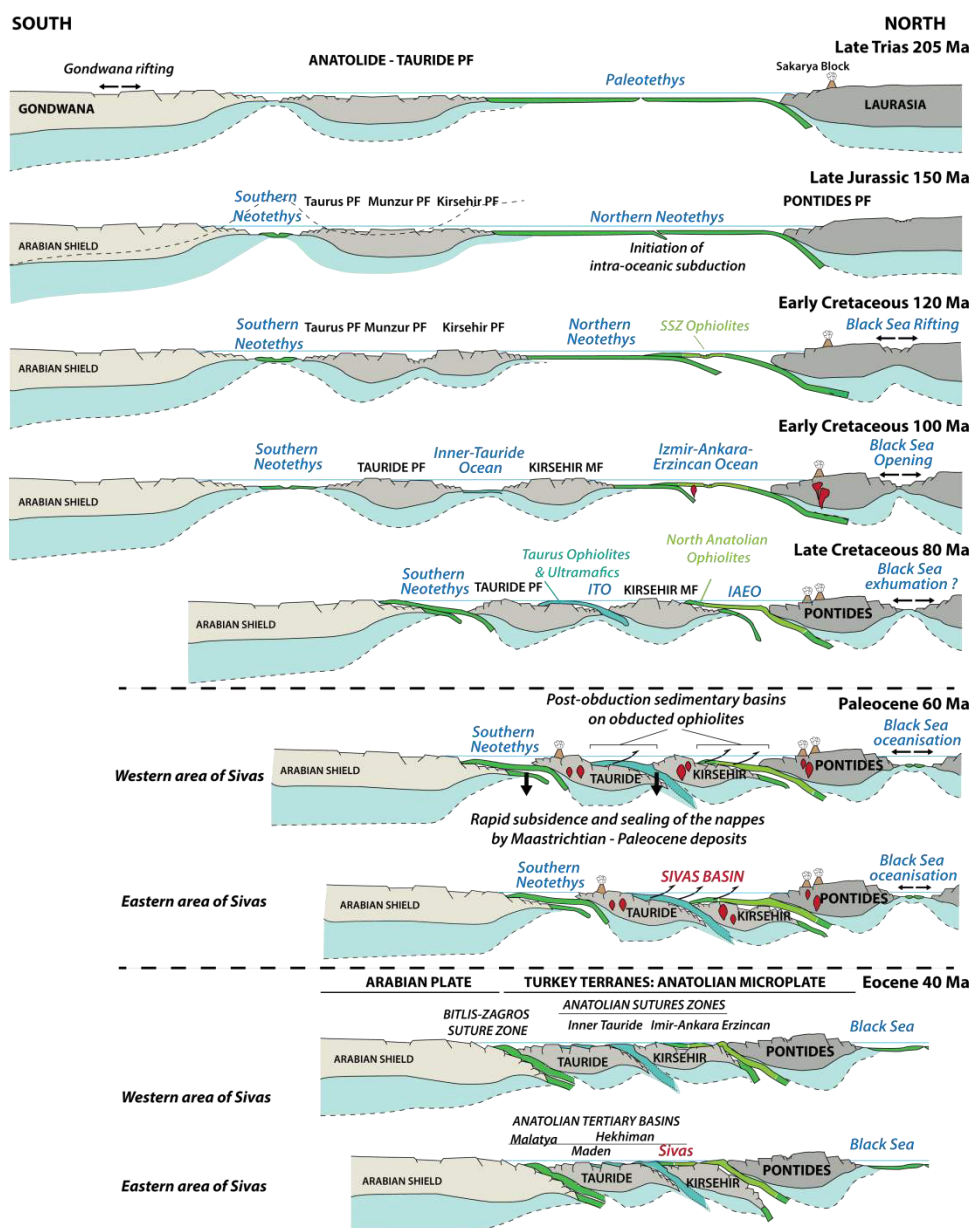 SOUTH
NORTH
Late Trias 205 Ma
Gondwana rifting
ANATOLIDE - TAURIDE PF
Paleotethys
Sakarya Block
GONDWANA
LAURASIA
Late Jurassic 150 Ma
Southern
Neotethys
Taurus PF Munzur PF Kirsehir PF
Northern Neotethys
PONTIDES PF
ARABIAN SHIELD
Initiation of
intra-oceanic subduction
Early Cretaceous 120 Ma
Southern
Neotethys
Taurus PF Munzur PF Kirsehir PF
Northern
Neotethys
SSZ Ophiolites
Black Sea Rifting
ARABIAN SHIELD
Early Cretaceous 100 Ma
Southern
Neotethys
TAURIDE PF
Inner-Tauride
Ocean
KIRSEHIR MF
Izmir-Ankara-
Erzincan Ocean
Black Sea
Opening
ARABIAN SHIELD
Late Cretaceous 80 Ma
Southern
Neotethys
TAURIDE PF
Taurus Ophiolites
& Ultramafics
ITO
KIRSEHIR MF
North Anatolian
Ophiolites
IAEO
Black Sea
exhumation ?
ARABIAN SHIELD
PONTIDES
Paleocene 60 Ma
Post-obduction sedimentary basins
on obducted ophiolites
Southern
Neotethys
Black Sea
oceanisation
Western area of Sivas
ARABIAN SHIELD
TAURIDE
KIRSEHIR
PONTIDES
Rapid subsidence and sealing of the nappes
by Maastrichtian - Paleocene deposits
Southern
Neotethys
SIVAS BASIN
Black Sea
oceanisation
Eastern area of Sivas
ARABIAN SHIELD
TAURIDE
KIRSEHIR
PONTIDES
Eocene 40 Ma
ARABIAN PLATE
TURKEY TERRANES: ANATOLIAN MICROPLATE
BITLIS-ZAGROS
SUTURE ZONE
ANATOLIAN SUTURES ZONES
Inner Tauride Imir-Ankara Erzincan
Black Sea
ARABIAN SHIELD
TAURIDE
KIRSEHIR
PONTIDES
Western area of Sivas
ANATOLIAN TERTIARY BASINS
Malatya
Hekhiman
Maden
Sivas
Black Sea
Eastern area of Sivas
ARABIAN SHIELD
TAURIDE
KIRSEHIR
PONTIDES